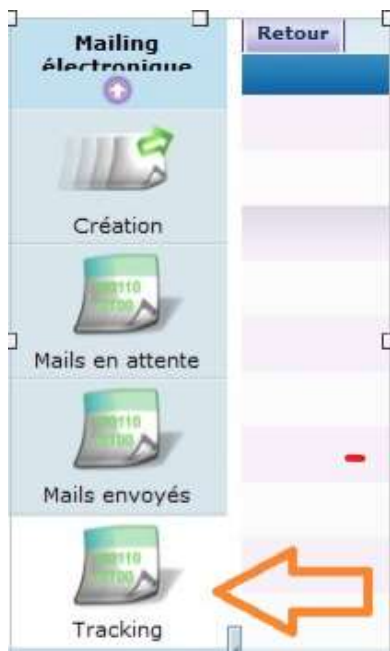 Mailing
électronique
Retour
Création
Mails en attente
Mails envoyés
Tracking